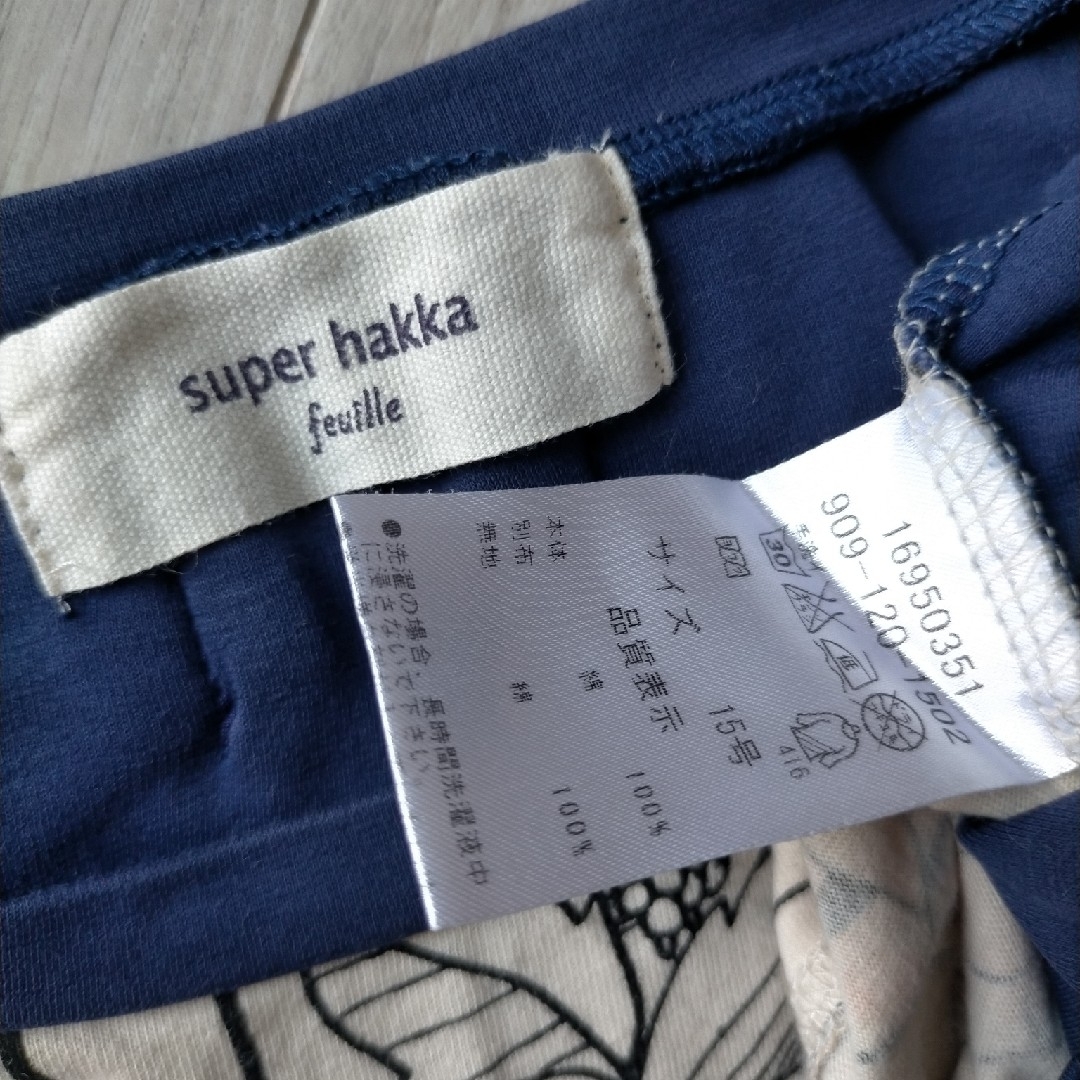 super hakka
feuille
16950351
909-120-1502
手洗
30
416
サイズ 15号
品質表示
本体 綿 100%
別布
無地 綿 100%
●洗濯の場合、長時間洗濯液中
に浸さないで下さい